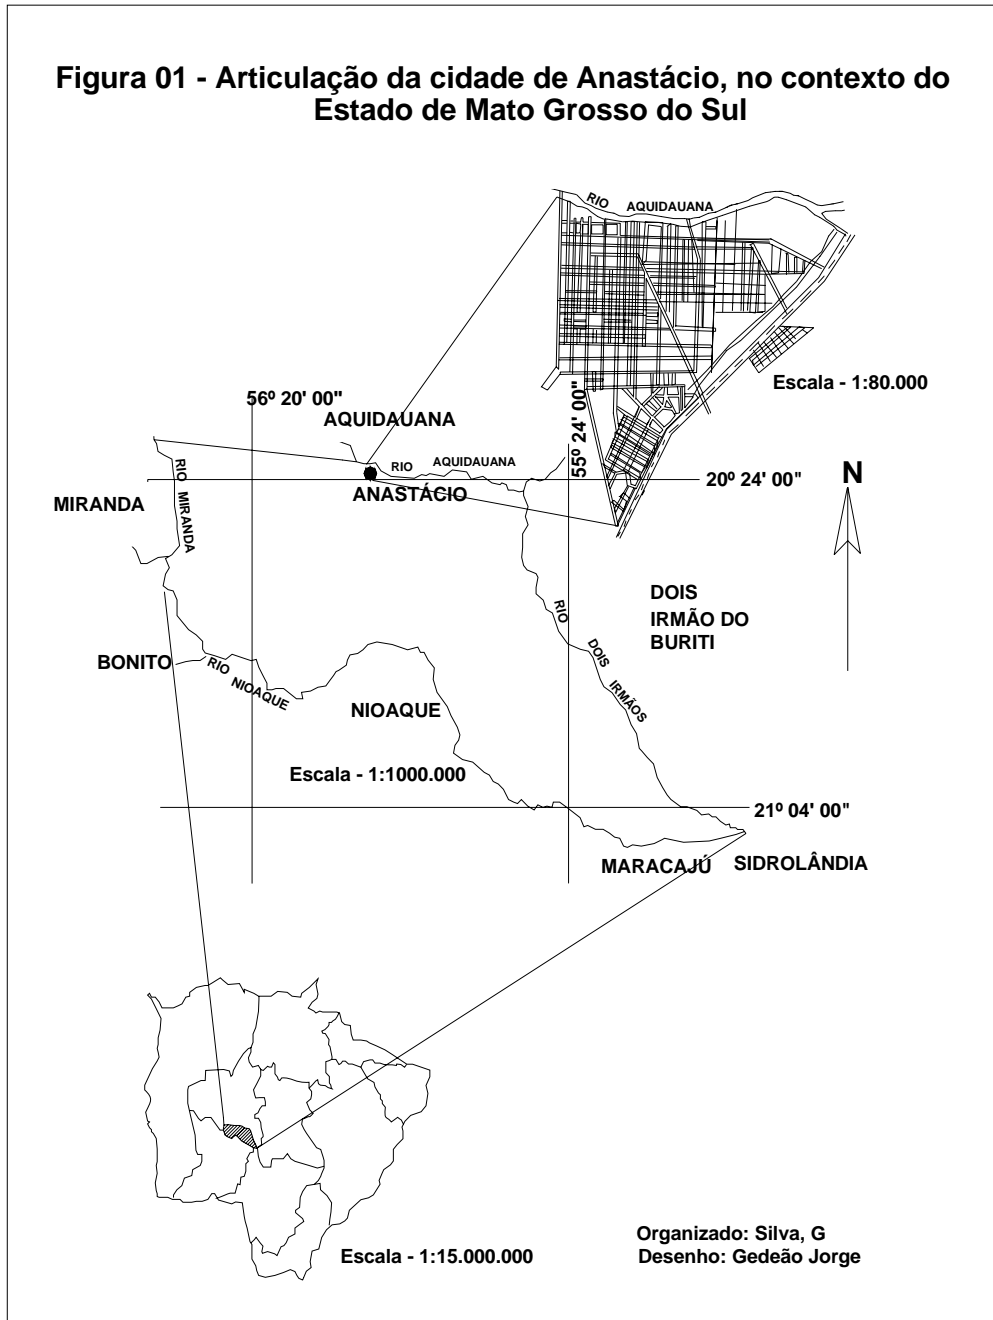 Figura 01 - Articulação da cidade de Anastácio, no contexto do
Estado de Mato Grosso do Sul
RIO AQUIDAUANA
Escala - 1:80.000
56º 20' 00"
55º 24' 00"
AQUIDAUANA
RIO AQUIDAUANA
20º 24' 00"
N
ANASTÁCIO
MIRANDA
RIO MIRANDA
DOIS
IRMÃO DO
BURITI
RIO DOIS IRMÃOS
BONITO
RIO NIOAQUE
NIOAQUE
Escala - 1:1000.000
21º 04' 00"
MARACAJÚ
SIDROLÂNDIA
Organizado: Silva, G
Desenho: Gedeão Jorge
Escala - 1:15.000.000